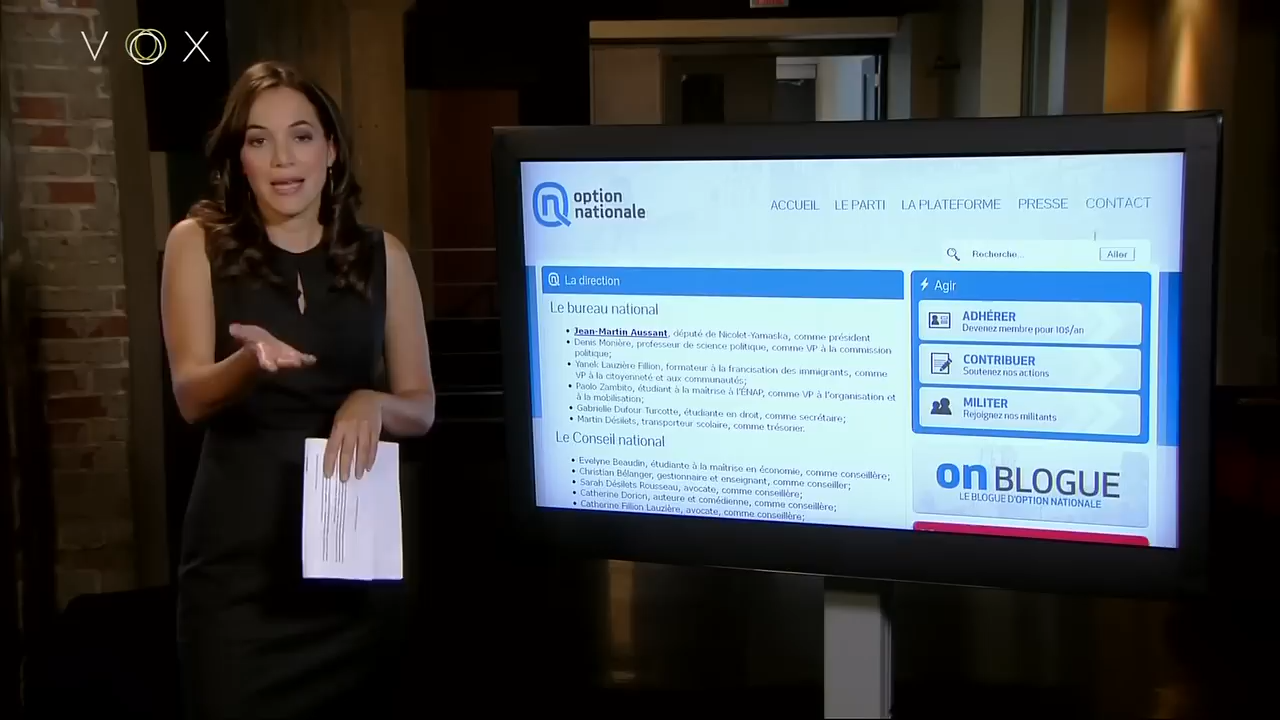 VOX
option
nationale
ACCUEIL LE PARTI LA PLATEFORME PRESSE CONTACT
Recherche...
Aller
La direction
Le bureau national
Jean-Martin Aussant, député de Nicolet-Yamaska, comme président
Denis Monière, professeur de science politique, comme VP à la commission
politique;
Yanek Lauzière Fillion, formateur à la francisation des immigrants, comme
VP à la citoyenneté et aux communautés;
Paolo Zambito, étudiant à la maîtrise à l'ÉNAP, comme VP à l'organisation et
à la mobilisation;
Gabrielle Dufour Turcotte, étudiante en droit, comme secrétaire;
Martin Désilets, transporteur scolaire, comme trésorier.
Le Conseil national
Evelyne Beaudin, étudiante à la maîtrise en économie, comme conseillère;
Christian Bélanger, gestionnaire et enseignant, comme conseiller;
Sarah Désilets Rousseau, avocate, comme conseillère;
Catherine Dorion, auteure et comédienne, comme conseillère;
Catherine Fillion Lauzière, avocate, comme conseillère;
Agir
ADHÉRER
Devenez membre pour 10$/an
CONTRIBUER
Soutenez nos actions
MILITER
Rejoignez nos militants
on BLOGUE
LE BLOGUE D'OPTION NATIONALE